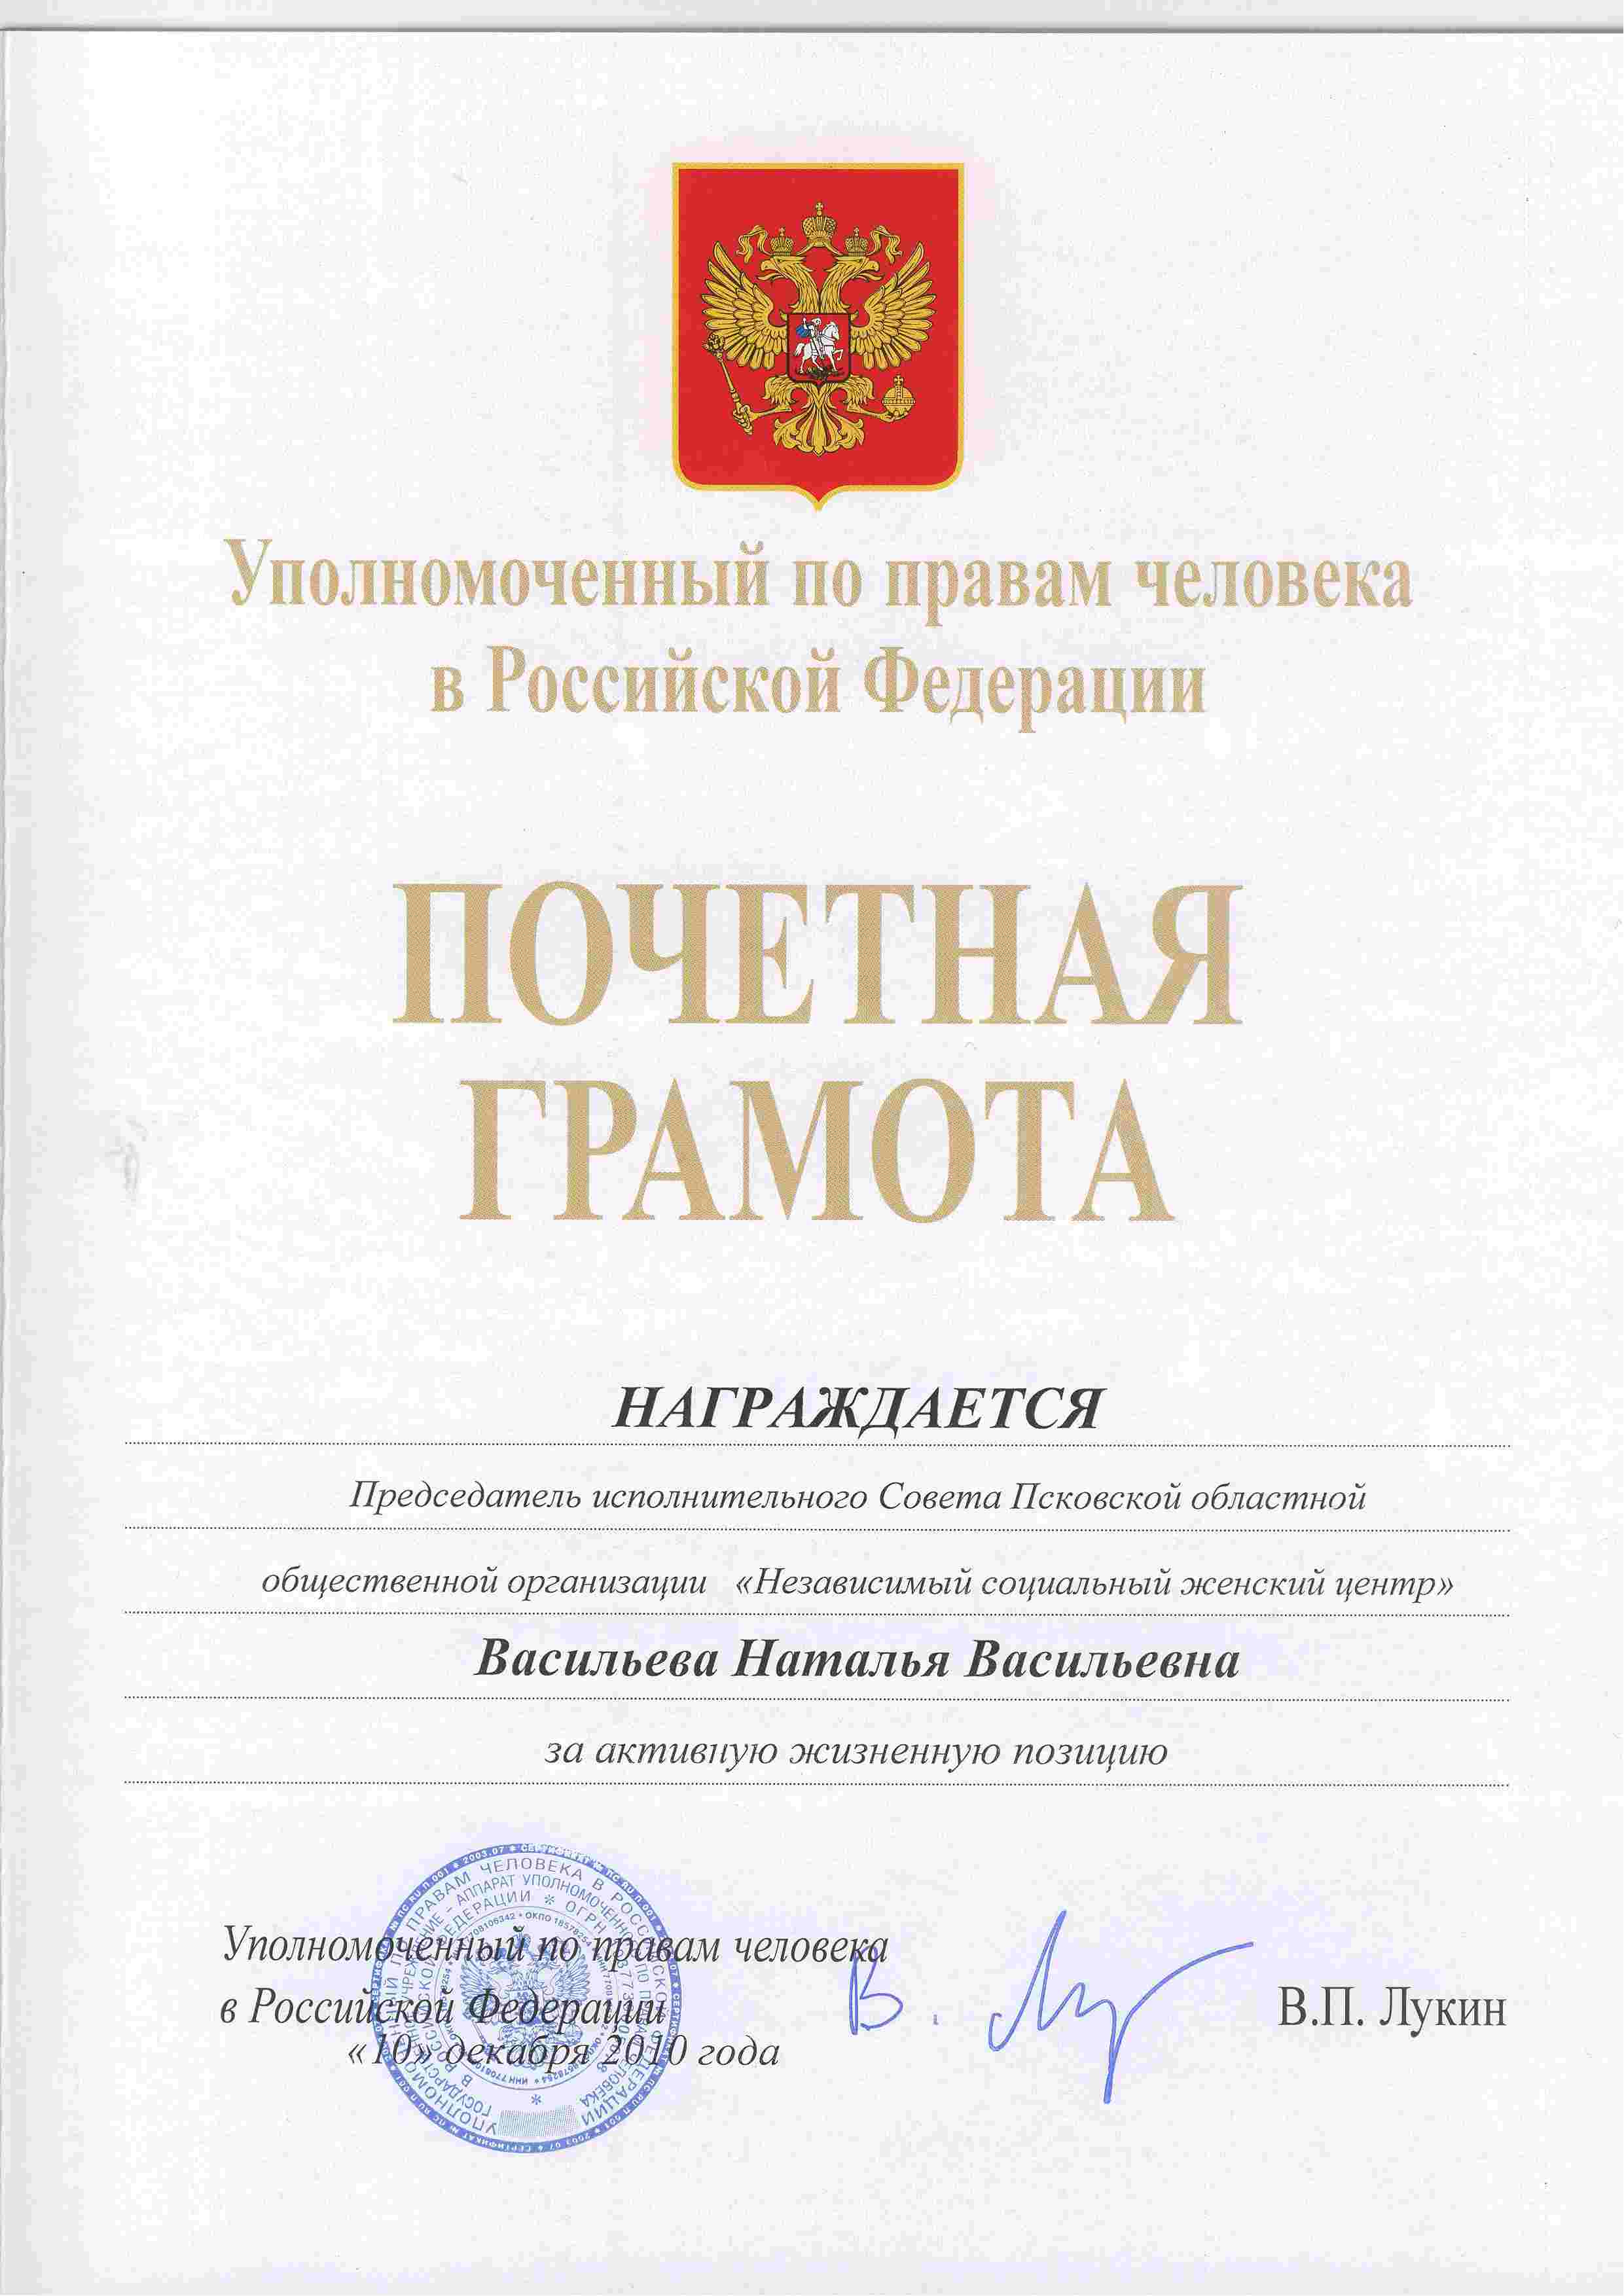 Уполномоченный по правам человека
в Российской Федерации
ПОЧЕТНАЯ
ГРАМОТА
НАГРАЖДАЕТСЯ
Председатель исполнительного Совета Псковской областной
общественной организации «Независимый социальный женский центр»
Васильева Наталья Васильевна
за активную жизненную позицию
Уполномоченный по правам человека
в Российской Федерации
«10» декабря 2010 года
В.П. Лукин